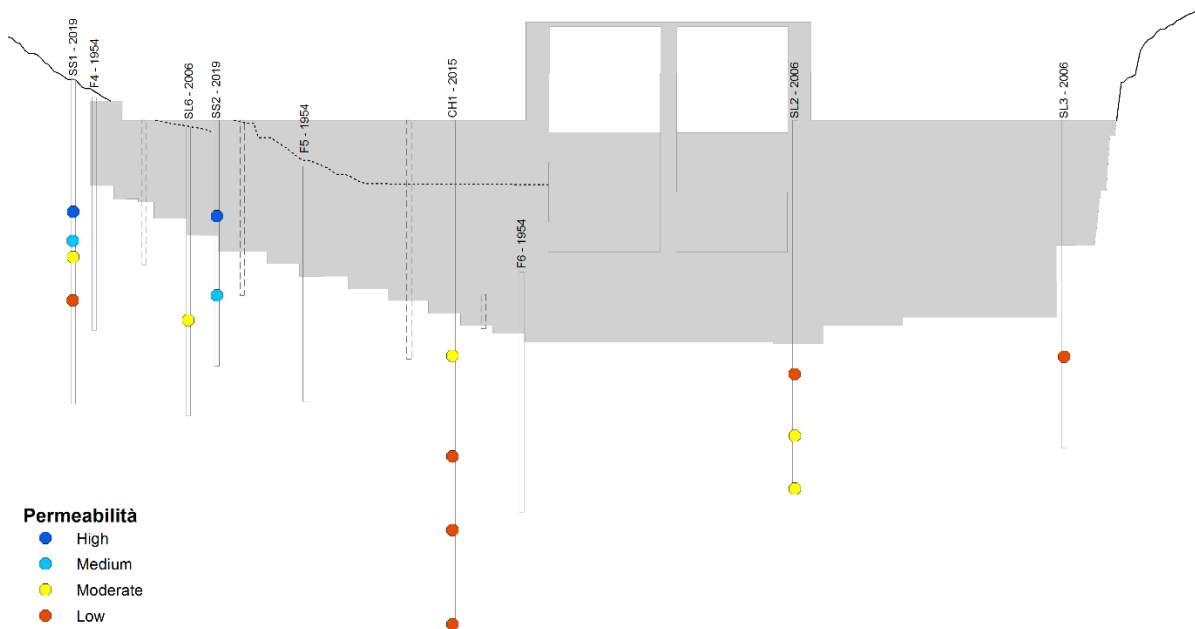 SS1 - 2019
F4 - 1954
SL6 - 2006
SS2 - 2019
F5 - 1954
CH1 - 2015
F6 - 1954
SL2 - 2006
SL3 - 2006
Permeabilità
High
Medium
Moderate
Low